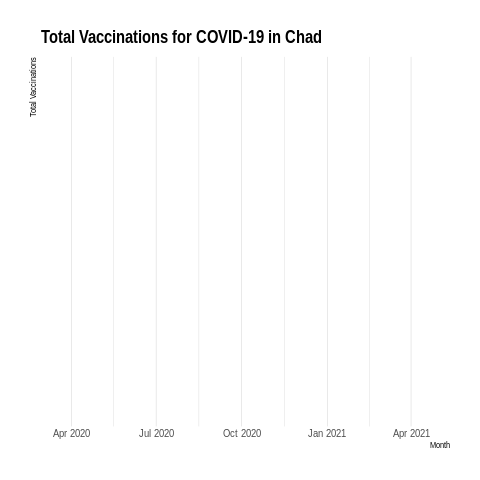 Total Vaccinations for COVID-19 in Chad
Total Vaccinations
Apr 2020 Jul 2020 Oct 2020 Jan 2021 Apr 2021
Month